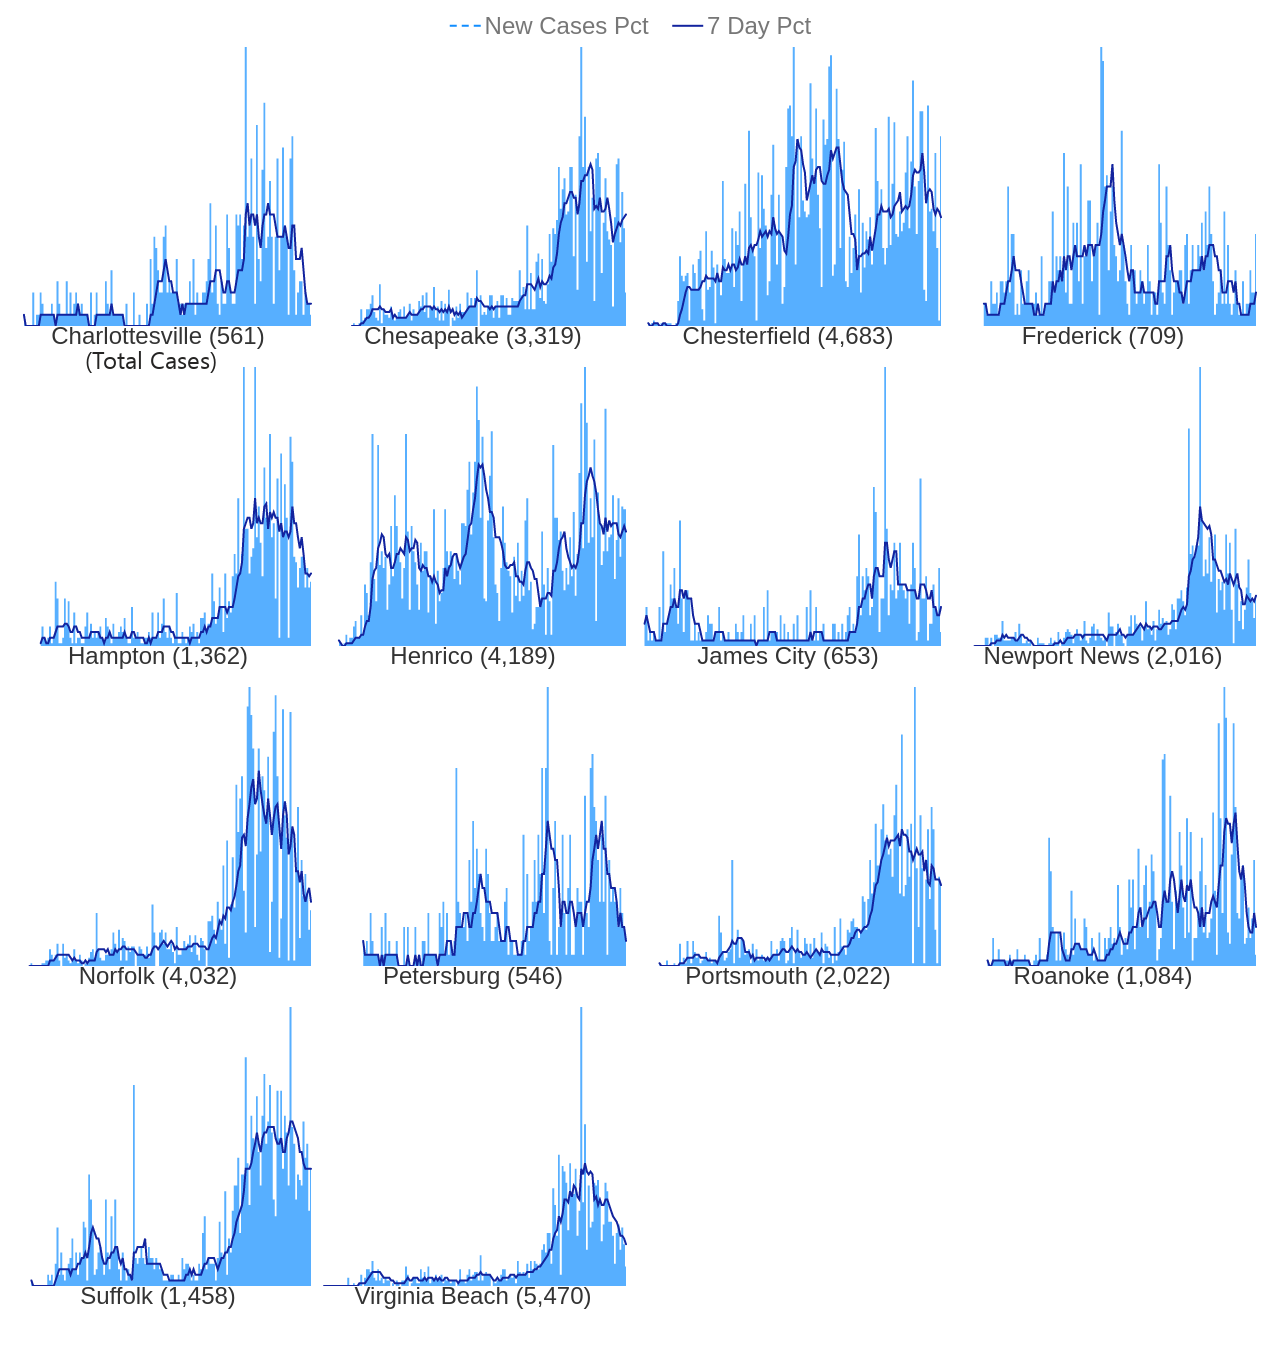 New Cases Pct 7 Day Pct
Charlottesville (561) Chesapeake (3,319) Chesterfield (4,683) Frederick (709)
(Total Cases)
Hampton (1,362) Henrico (4,189) James City (653) Newport News (2,016)
Norfolk (4,032) Petersburg (546) Portsmouth (2,022) Roanoke (1,084)
Suffolk (1,458) Virginia Beach (5,470)